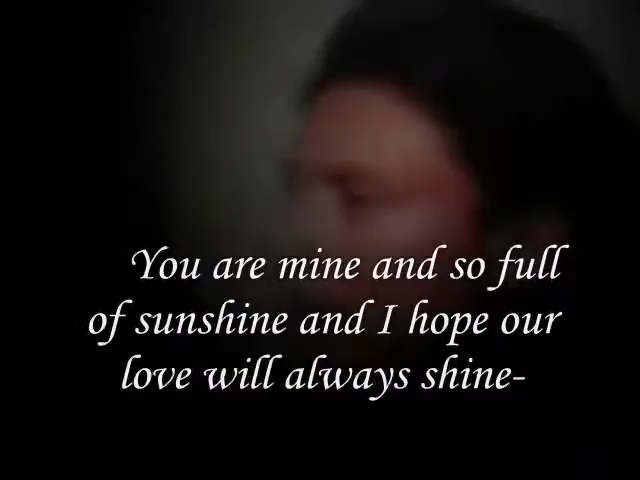 You are mine and so full
of sunshine and I hope our
love will always shine-